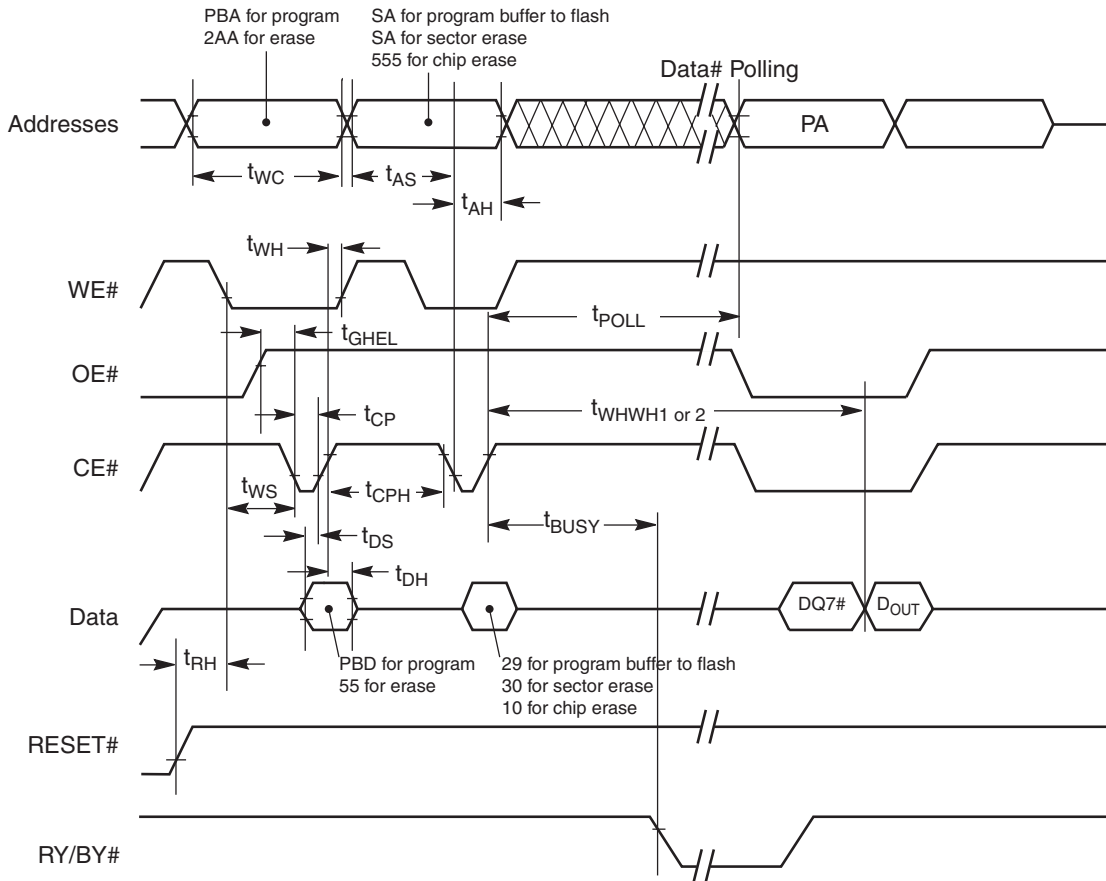 PBA for program
2AA for erase
SA for program buffer to flash
SA for sector erase
555 for chip erase
Data# Polling
Addresses
PA
tWC
tAS
tAH
tWH
WE#
tPOLL
tGHEL
OE#
tWHWH1 or 2
tCP
CE#
tWS
tCPH
tBUSY
tDS
tDH
Data
DQ7#
DOUT
tRH
PBD for program
55 for erase
29 for program buffer to flash
30 for sector erase
10 for chip erase
RESET#
RY/BY#